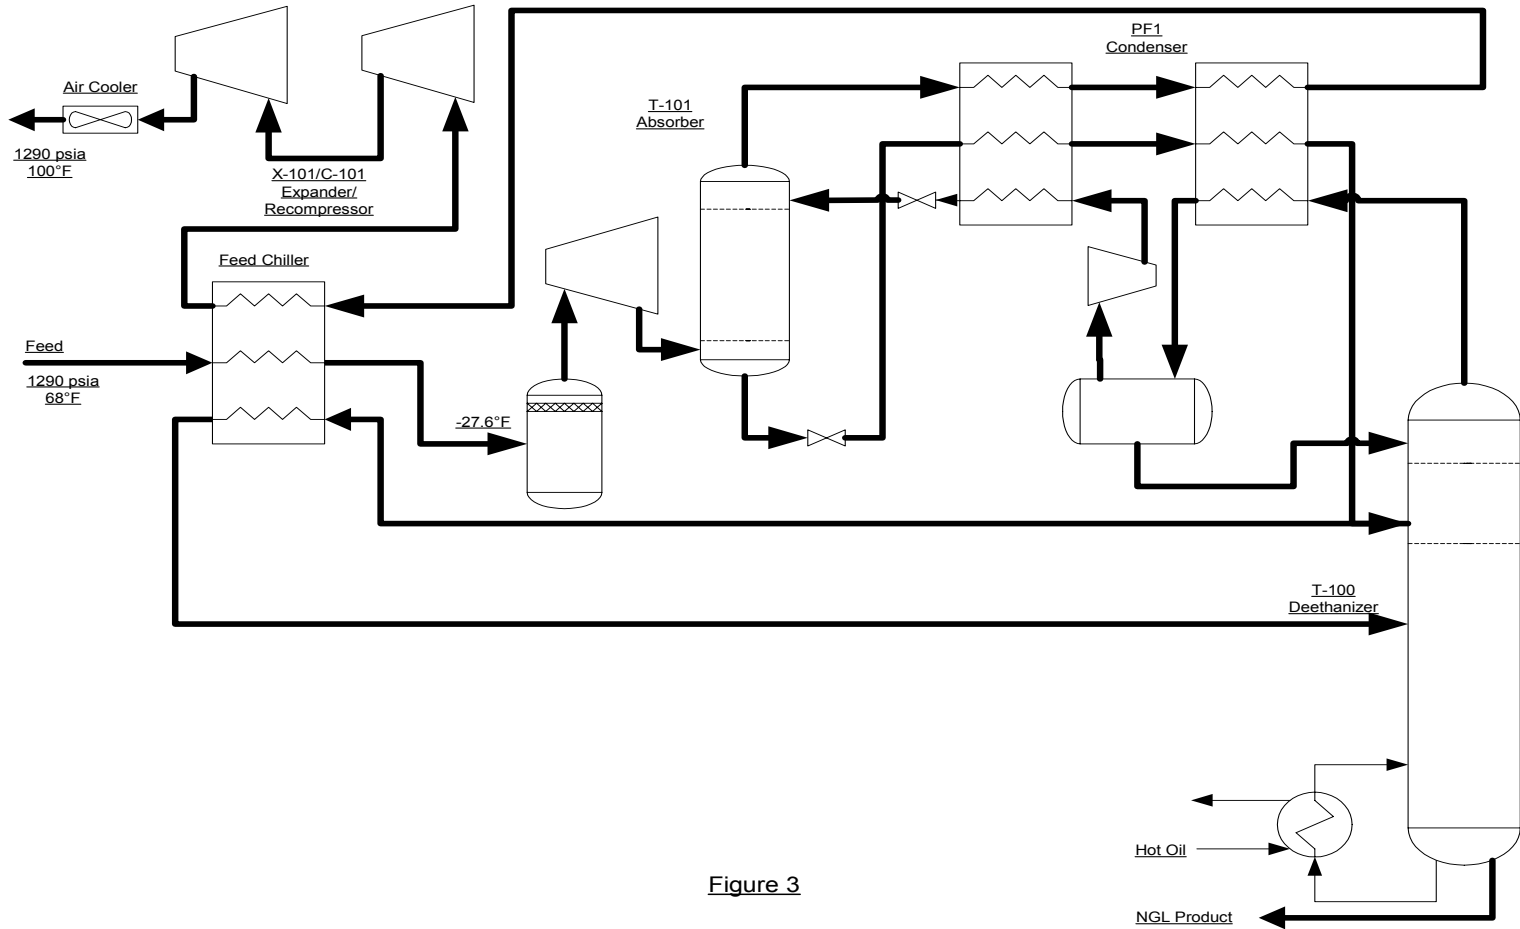 PF1
Condenser
Air Cooler
T-101
Absorber
1290 psia
100°F
X-101/C-101
Expander/
Recompressor
Feed Chiller
Feed
1290 psia
68°F
-27.6°F
T-100
Deethanizer
Hot Oil
Figure 3
NGL Product